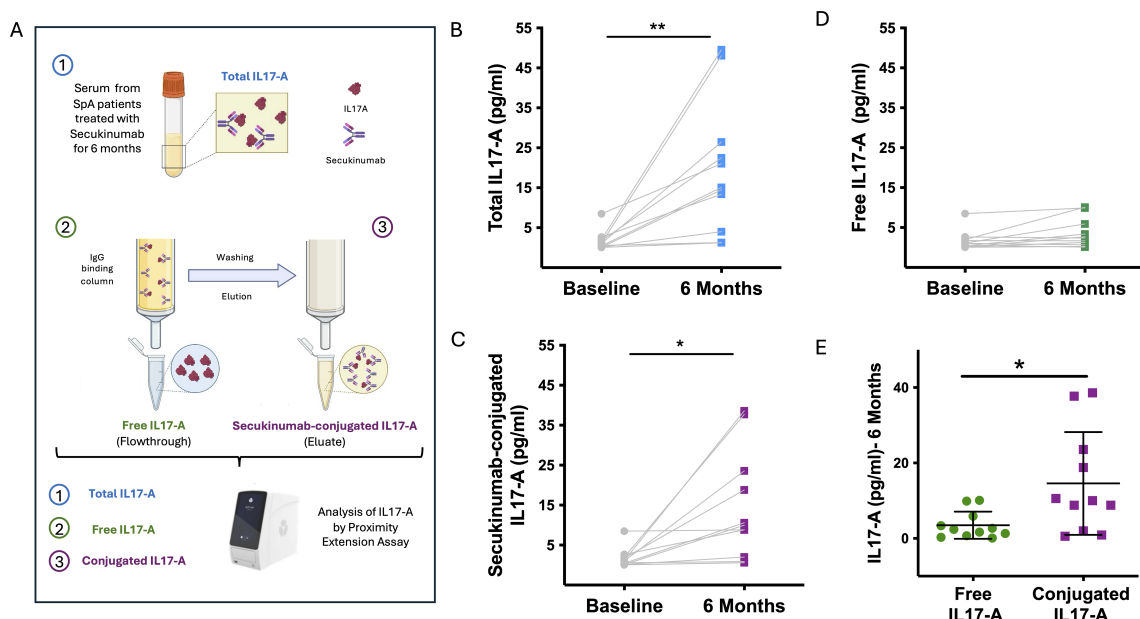 A
1
Serum from
SpA patients
treated with
Secukinumab
for 6 months
Total IL17-A
IL17A
Secukinumab
2
IgG
binding
column
Washing
Elution
3
Free IL17-A
(Flowthrough)
Secukinumab-conjugated IL17-A
(Eluate)
1 Total IL17-A
2 Free IL17-A
3 Conjugated IL17-A
Analysis of IL17-A
by Proximity
Extension Assay
B
Total IL17-A (pg/ml)
55
45
35
25
15
5
**
Baseline
6 Months
C
Secukinumab-conjugated
IL17-A (pg/ml)
55
45
35
25
15
5
*
Baseline
6 Months
D
Free IL17-A (pg/ml)
55
45
35
25
15
5
Baseline
6 Months
E
IL17-A (pg/ml)- 6 Months
40
20
0
*
Free
IL17-A
Conjugated
IL17-A